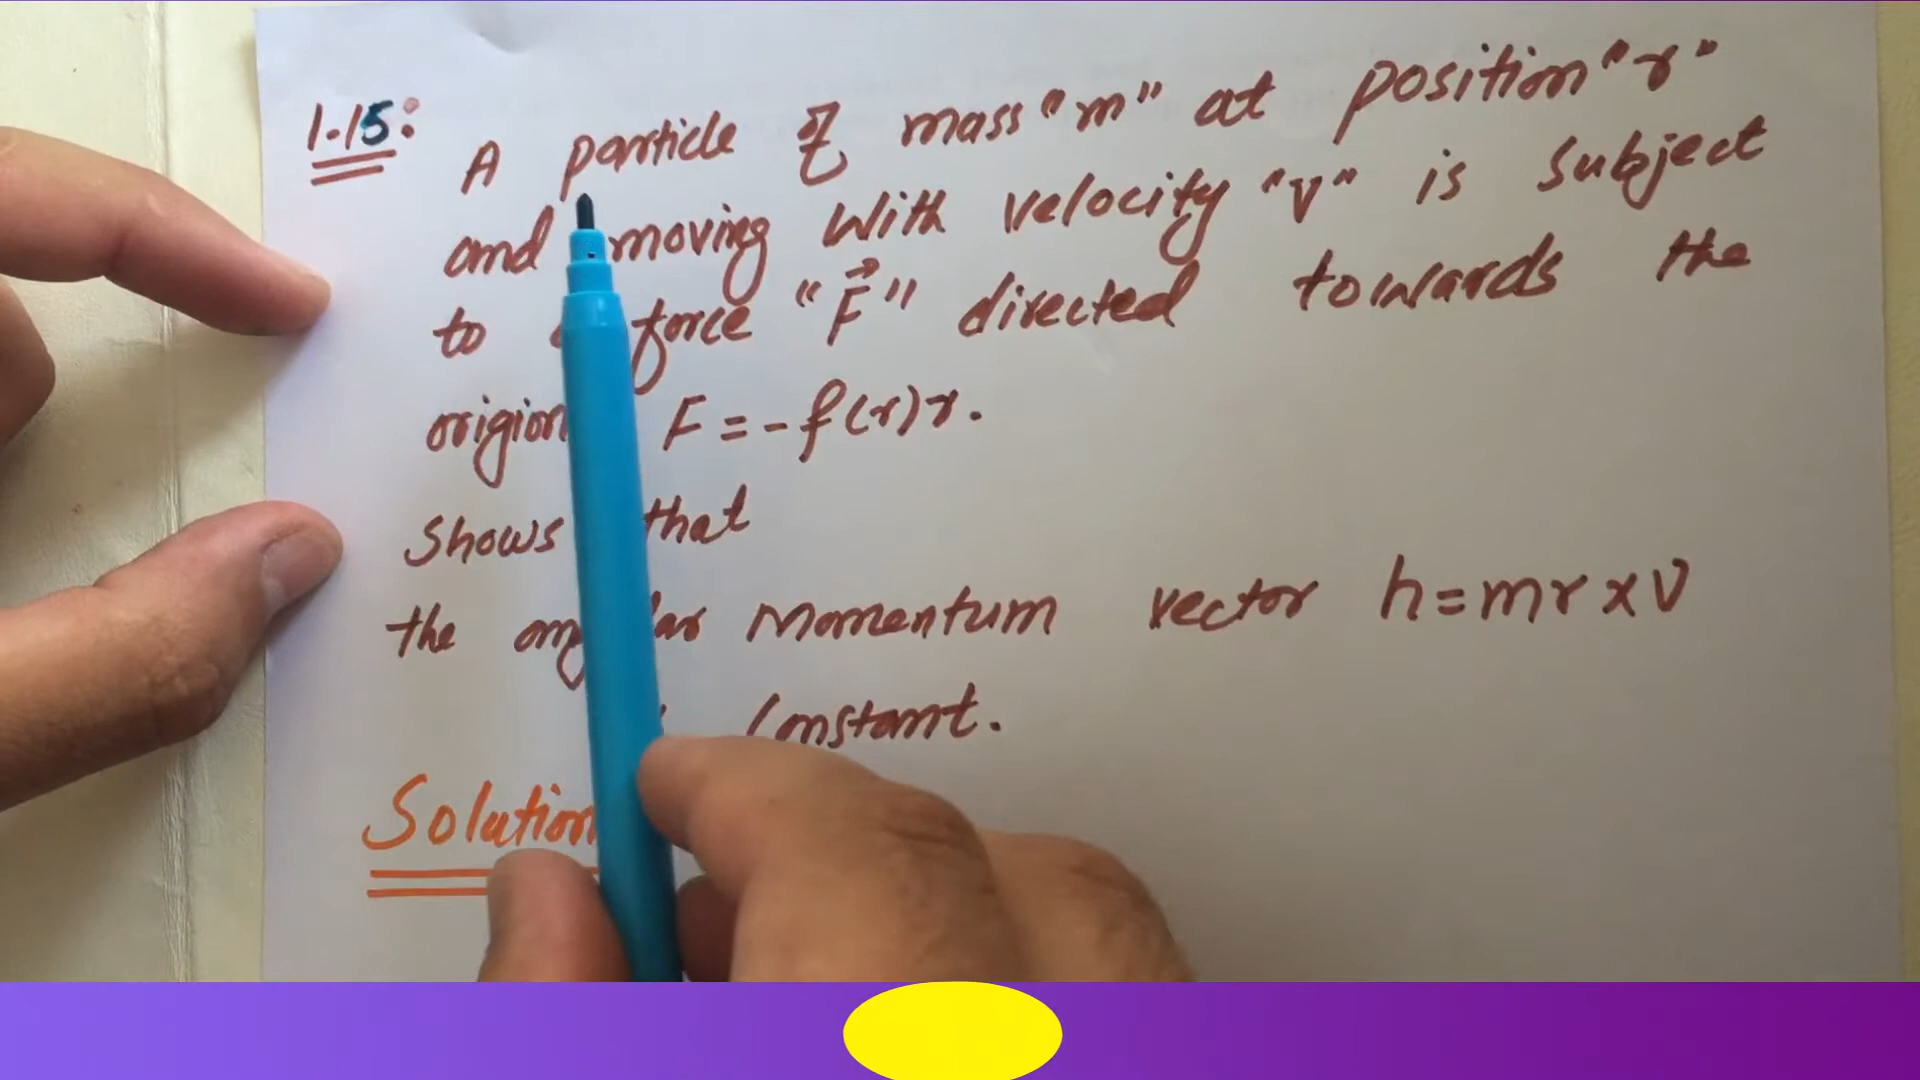 1.15:
A particle of mass "m" at position "r"
and moving with velocity "v" is subject
to force "F⃗" directed towards the
origion F = -f(r)r.
Shows that
the Momentum vector h=mr×v
Constant.
Solution